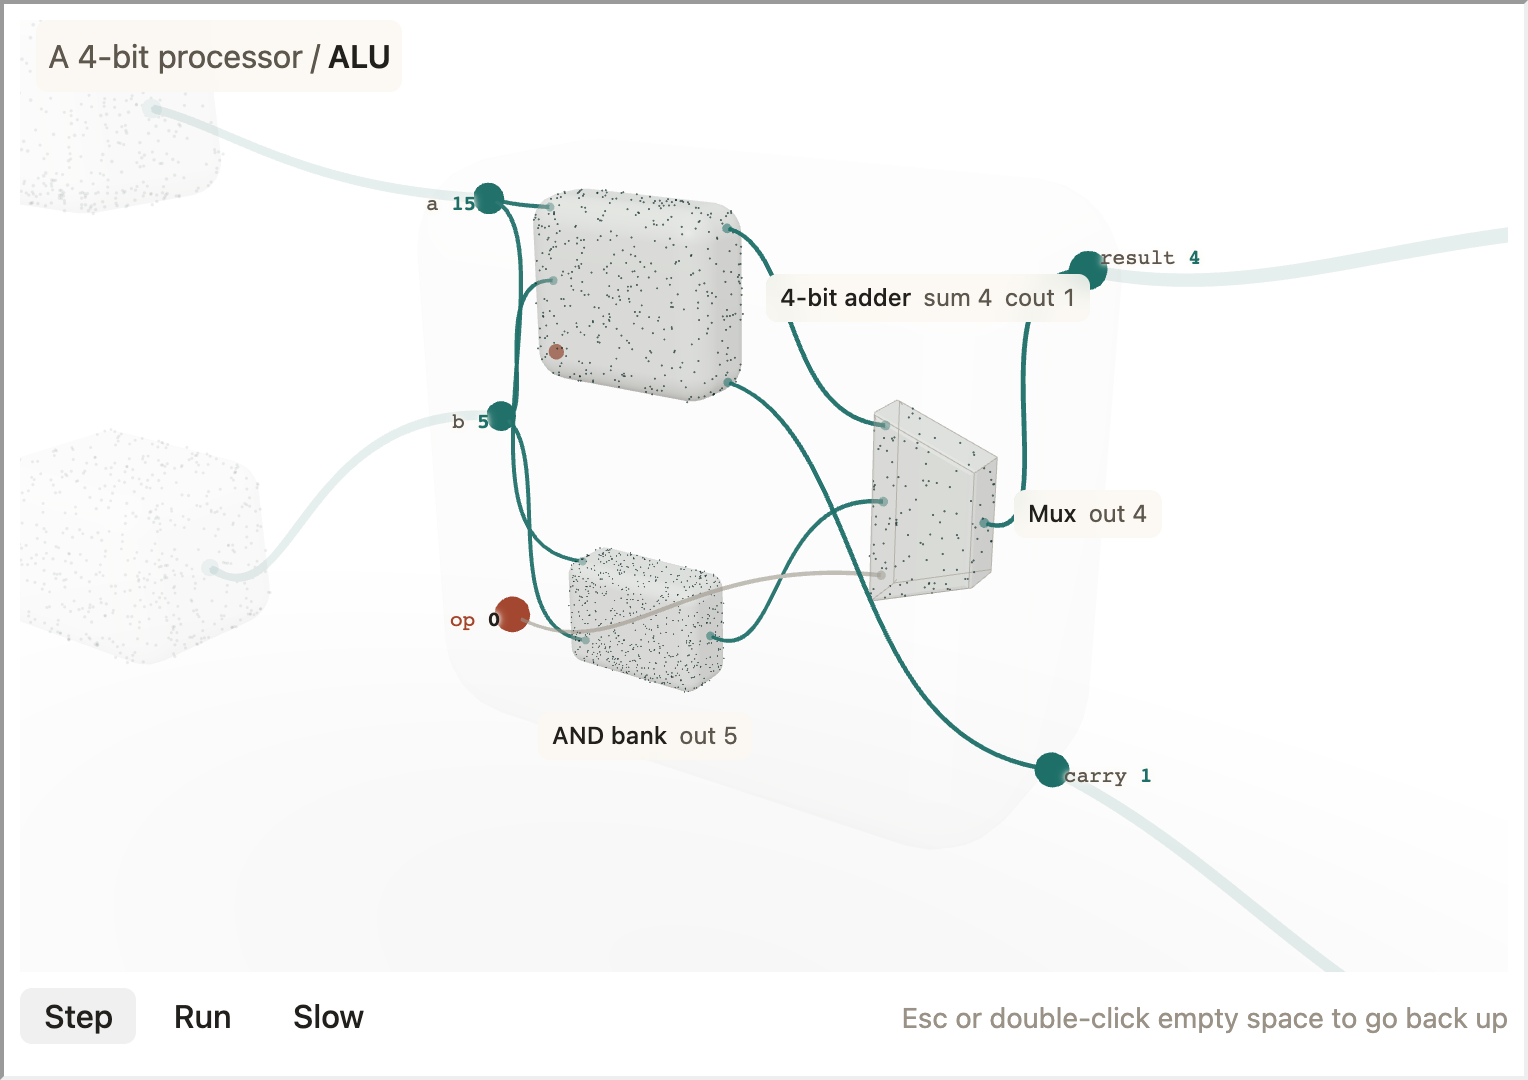 A 4-bit processor / ALU
a 15
result 4
4-bit adder sum 4 cout 1
b 5
Mux out 4
op 0
AND bank out 5
carry 1
Step Run Slow
Esc or double-click empty space to go back up